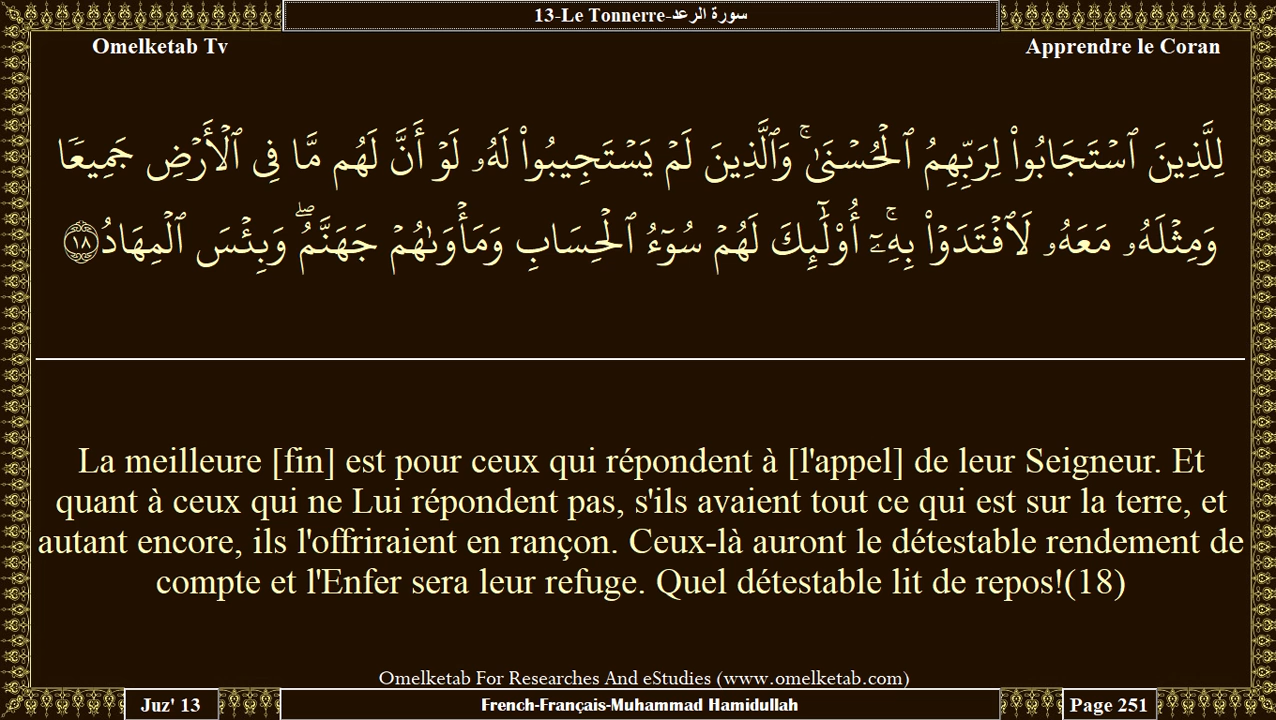 13-Le Tonnerre-سورة الرعد
Omelketab Tv
Apprendre le Coran
لِلَّذِينَ ٱسۡتَجَابُواْ لِرَبِّهِمُ ٱلۡحُسۡنَىٰۚ وَٱلَّذِينَ لَمۡ يَسۡتَجِيبُواْ لَهُۥ لَوۡ أَنَّ لَهُم مَّا فِي ٱلۡأَرۡضِ جَمِيعٗا
وَمِثۡلَهُۥ مَعَهُۥ لَٱفۡتَدَوۡاْ بِهِۦٓۚ أُوْلَٰٓئِكَ لَهُمۡ سُوٓءُ ٱلۡحِسَابِ وَمَأۡوَىٰهُمۡ جَهَنَّمُۖ وَبِئۡسَ ٱلۡمِهَادُ ١٨
La meilleure [fin] est pour ceux qui répondent à [l'appel] de leur Seigneur. Et
quant à ceux qui ne Lui répondent pas, s'ils avaient tout ce qui est sur la terre, et
autant encore, ils l'offriraient en rançon. Ceux-là auront le détestable rendement de
compte et l'Enfer sera leur refuge. Quel détestable lit de repos!(18)
Omelketab For Researches And eStudies (www.omelketab.com)
Juz' 13
French-Français-Muhammad Hamidullah
Page 251